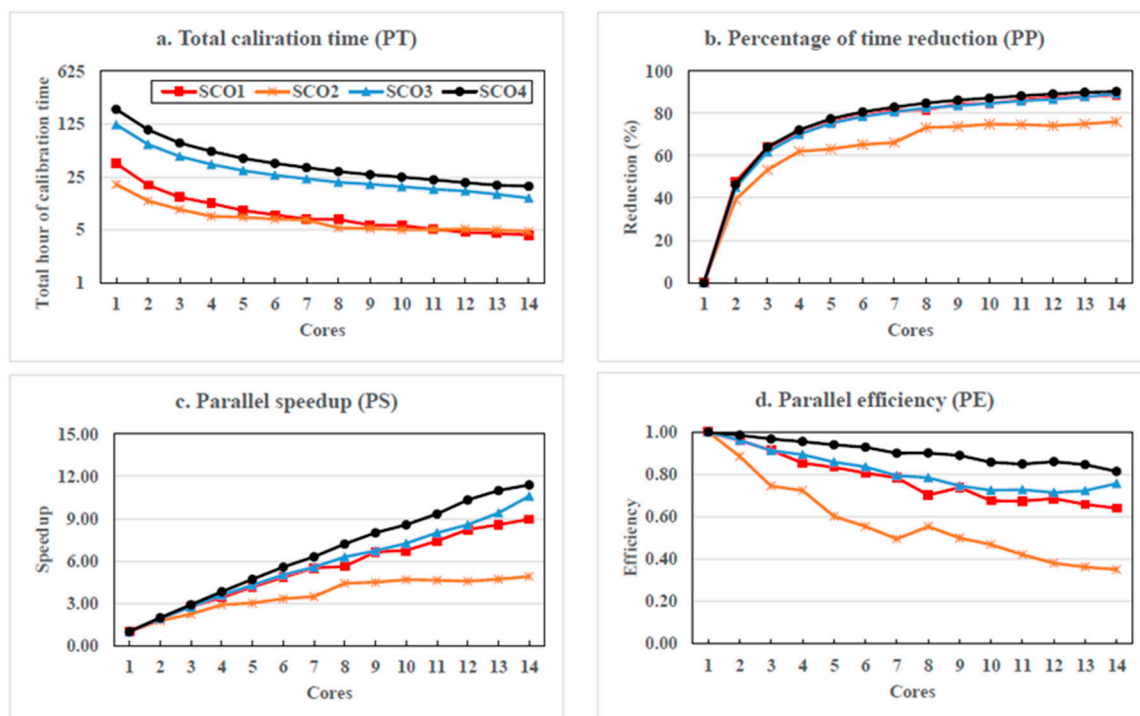 a. Total caliration time (PT)
Total hour of calibration time
625
125
25
5
1
SCO1 SCO2 SCO3 SCO4
1 2 3 4 5 6 7 8 9 10 11 12 13 14
Cores
b. Percentage of time reduction (PP)
Reduction (%)
100
80
60
40
20
0
1 2 3 4 5 6 7 8 9 10 11 12 13 14
Cores
c. Parallel speedup (PS)
Speedup
15.00
12.00
9.00
6.00
3.00
0.00
1 2 3 4 5 6 7 8 9 10 11 12 13 14
Cores
d. Parallel efficiency (PE)
Efficiency
1.00
0.80
0.60
0.40
0.20
0.00
1 2 3 4 5 6 7 8 9 10 11 12 13 14
Cores